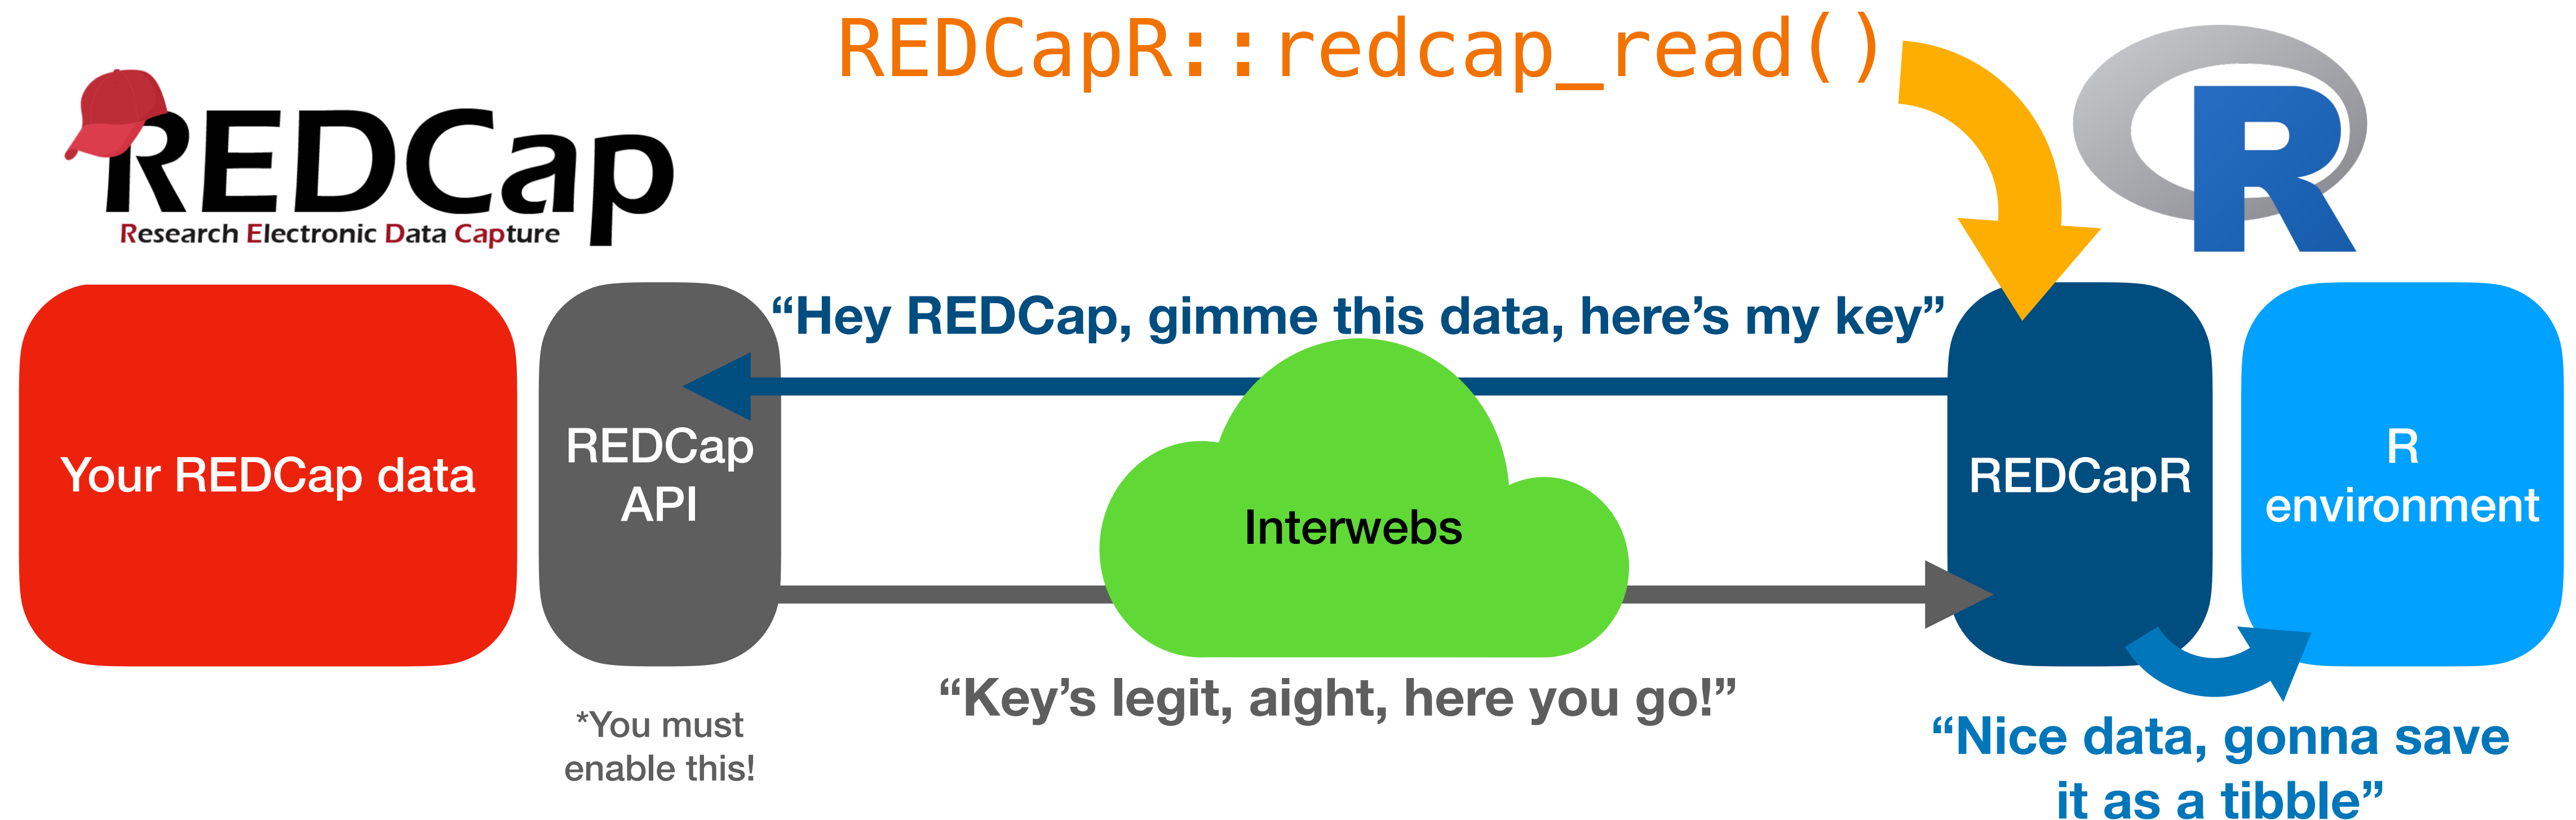 REDCapR::redcap_read()
REDCap
Research Electronic Data Capture
R
“Hey REDCap, gimme this data, here’s my key”
Your REDCap data
REDCap
API
Interwebs
REDCapR
R
environment
“Key’s legit, aight, here you go!”
*You must
enable this!
“Nice data, gonna save
it as a tibble”